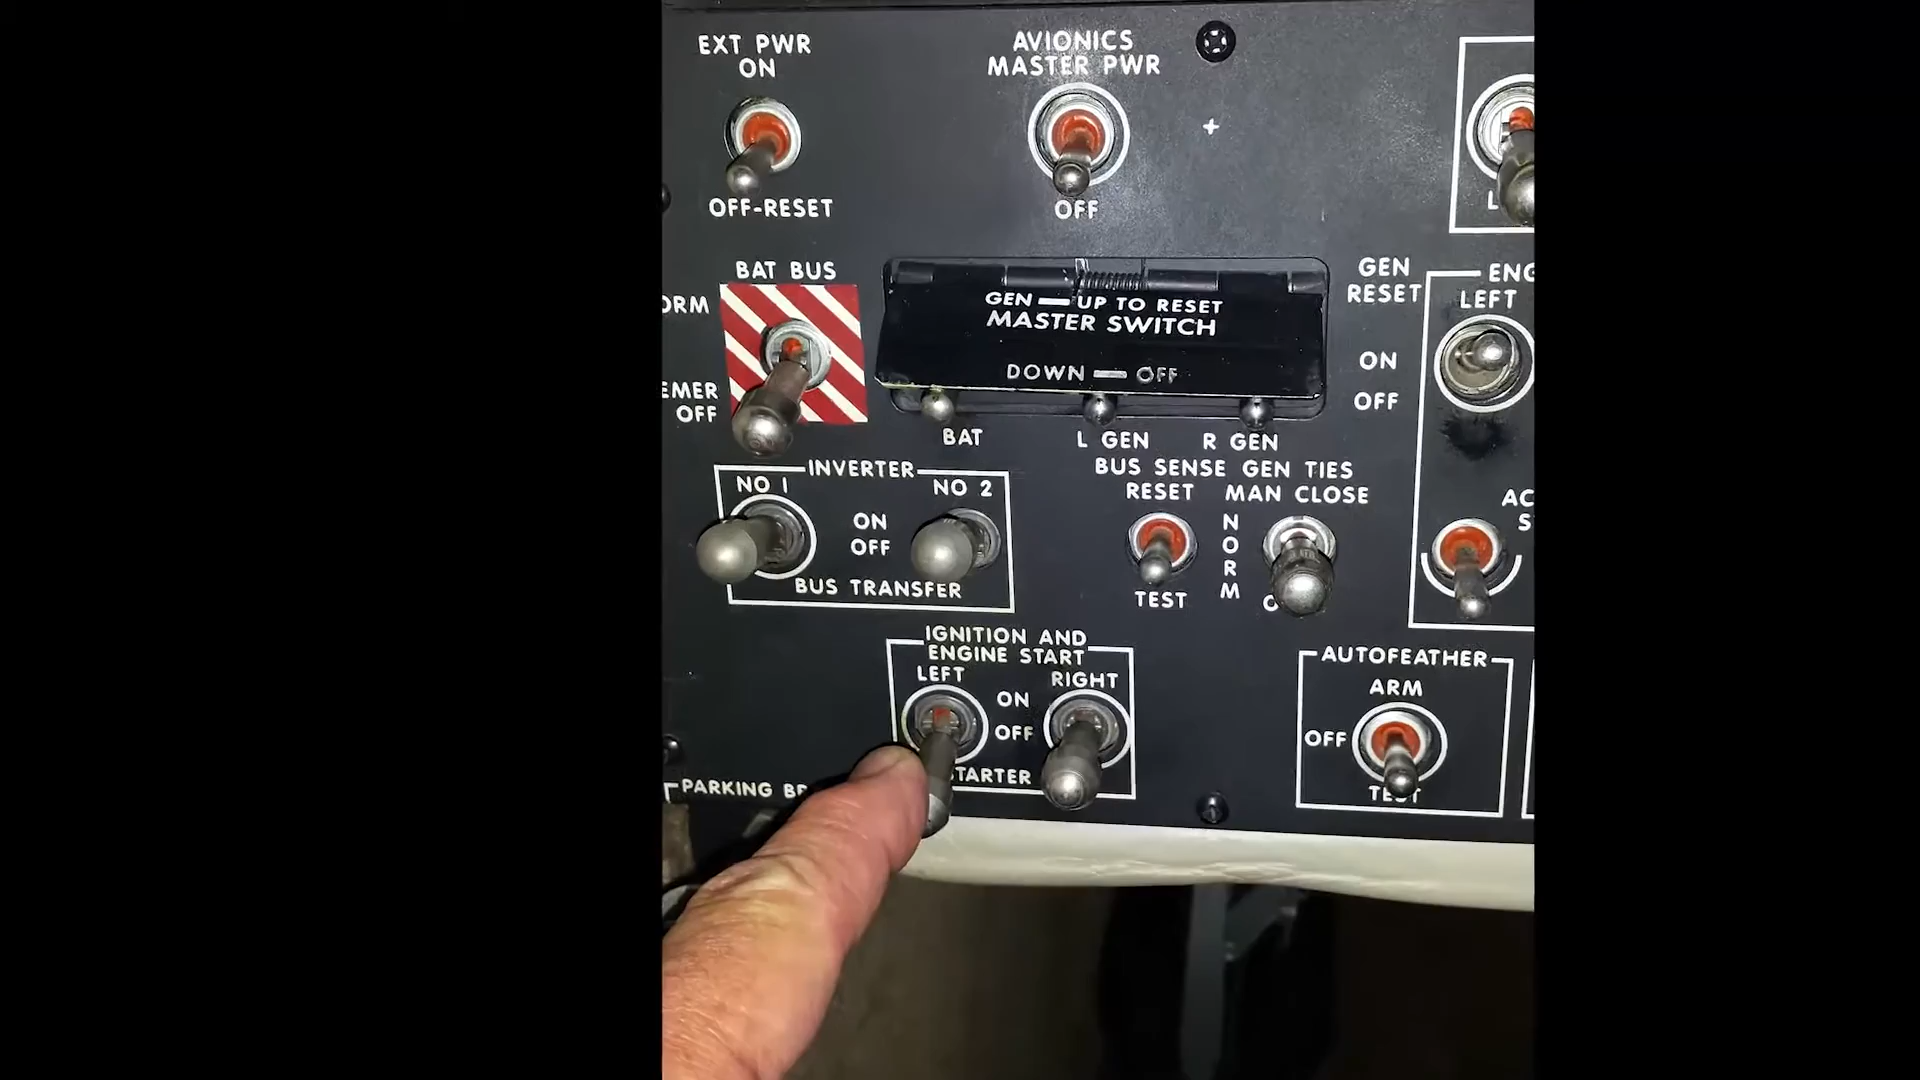 EXT PWR
ON
OFF-RESET
AVIONICS
MASTER PWR
OFF
BAT BUS
EMER
OFF
GEN — UP TO RESET
MASTER SWITCH
DOWN — OFF
BAT
L GEN
R GEN
GEN
RESET
ON
OFF
LEFT
INVERTER
NO 1
NO 2
ON
OFF
BUS TRANSFER
BUS SENSE
RESET
TEST
GEN TIES
MAN CLOSE
NORM
IGNITION AND
ENGINE START
LEFT
RIGHT
ON
OFF
STARTER
AUTOFEATHER
ARM
OFF
TEST
PARKING